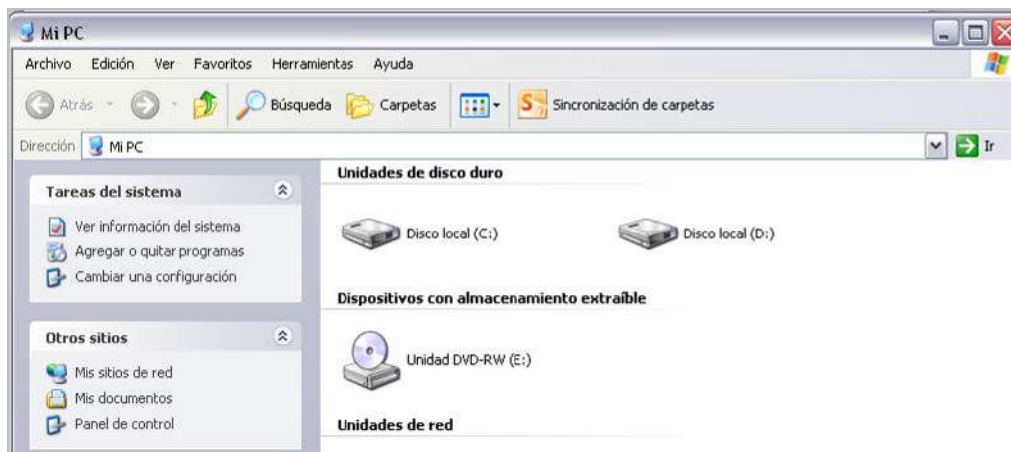 Mi PC
Archivo Edición Ver Favoritos Herramientas Ayuda
Atrás Búsqueda Carpetas Sincronización de carpetas
Dirección Mi PC Ir
Tareas del sistema
Ver información del sistema
Agregar o quitar programas
Cambiar una configuración
Otros sitios
Mis sitios de red
Mis documentos
Panel de control
Unidades de disco duro
Disco local (C:) Disco local (D:)
Dispositivos con almacenamiento extraíble
Unidad DVD-RW (E:)
Unidades de red